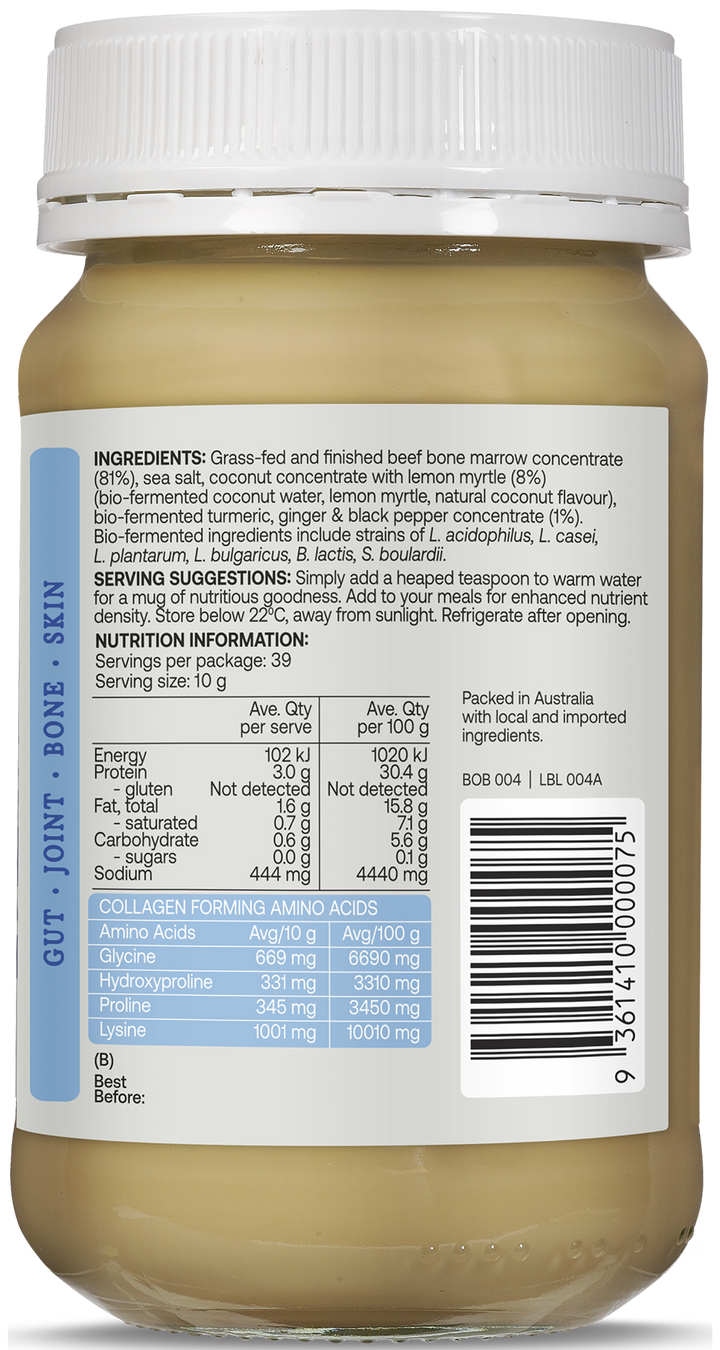 GUT • JOINT • BONE • SKIN
INGREDIENTS: Grass-fed and finished beef bone marrow concentrate
(81%), sea salt, coconut concentrate with lemon myrtle (8%)
(bio-fermented coconut water, lemon myrtle, natural coconut flavour),
bio-fermented turmeric, ginger & black pepper concentrate (1%).
Bio-fermented ingredients include strains of L. acidophilus, L. casei,
L. plantarum, L. bulgaricus, B. lactis, S. boulardii.
SERVING SUGGESTIONS: Simply add a heaped teaspoon to warm water
for a mug of nutritious goodness. Add to your meals for enhanced nutrient
density. Store below 22°C, away from sunlight. Refrigerate after opening.
NUTRITION INFORMATION:
Servings per package: 39
Serving size: 10 g
Ave. Qty Ave. Qty
per serve per 100 g
Energy 102 kJ 1020 kJ
Protein 3.0 g 30.4 g
- gluten Not detected Not detected
Fat, total 1.6 g 15.8 g
- saturated 0.7 g 7.1 g
Carbohydrate 0.6 g 5.6 g
- sugars 0.0 g 0.1 g
Sodium 444 mg 4440 mg
COLLAGEN FORMING AMINO ACIDS
Amino Acids Avg/10 g Avg/100 g
Glycine 669 mg 6690 mg
Hydroxyproline 331 mg 3310 mg
Proline 345 mg 3450 mg
Lysine 1001 mg 10010 mg
(B)
Best
Before:
Packed in Australia
with local and imported
ingredients.
BOB 004 | LBL 004A
9 361410 000075